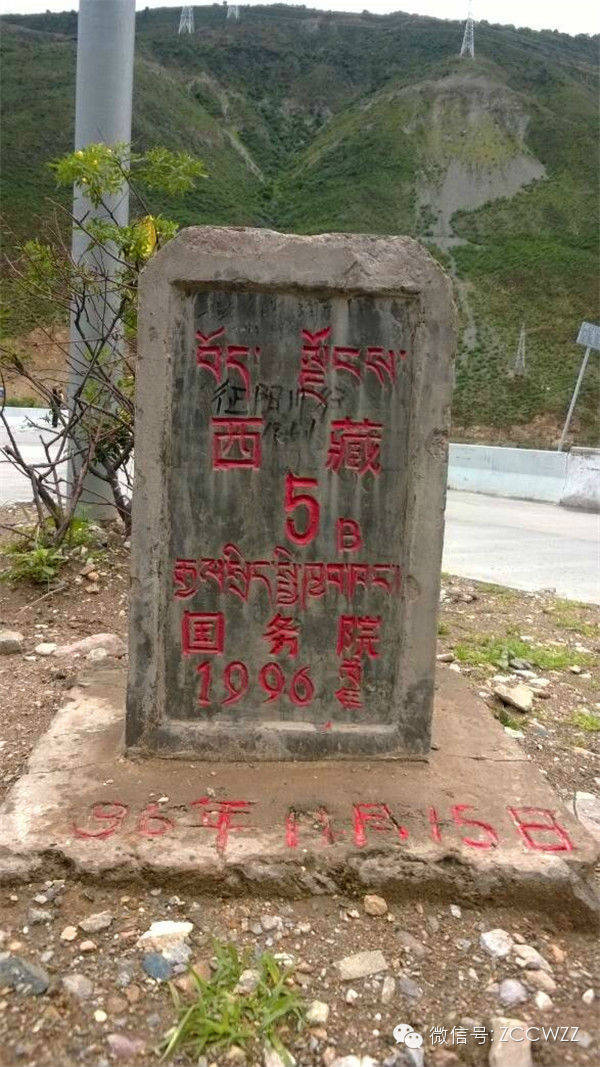 བོད་ ལྗོངས་
西 藏
5
B
རྒྱལ་སྲིད་སྤྱི་ཁྱབ་ཁང་།
国 务 院
1996
96年11月15日
微信号: ZCCWZZ